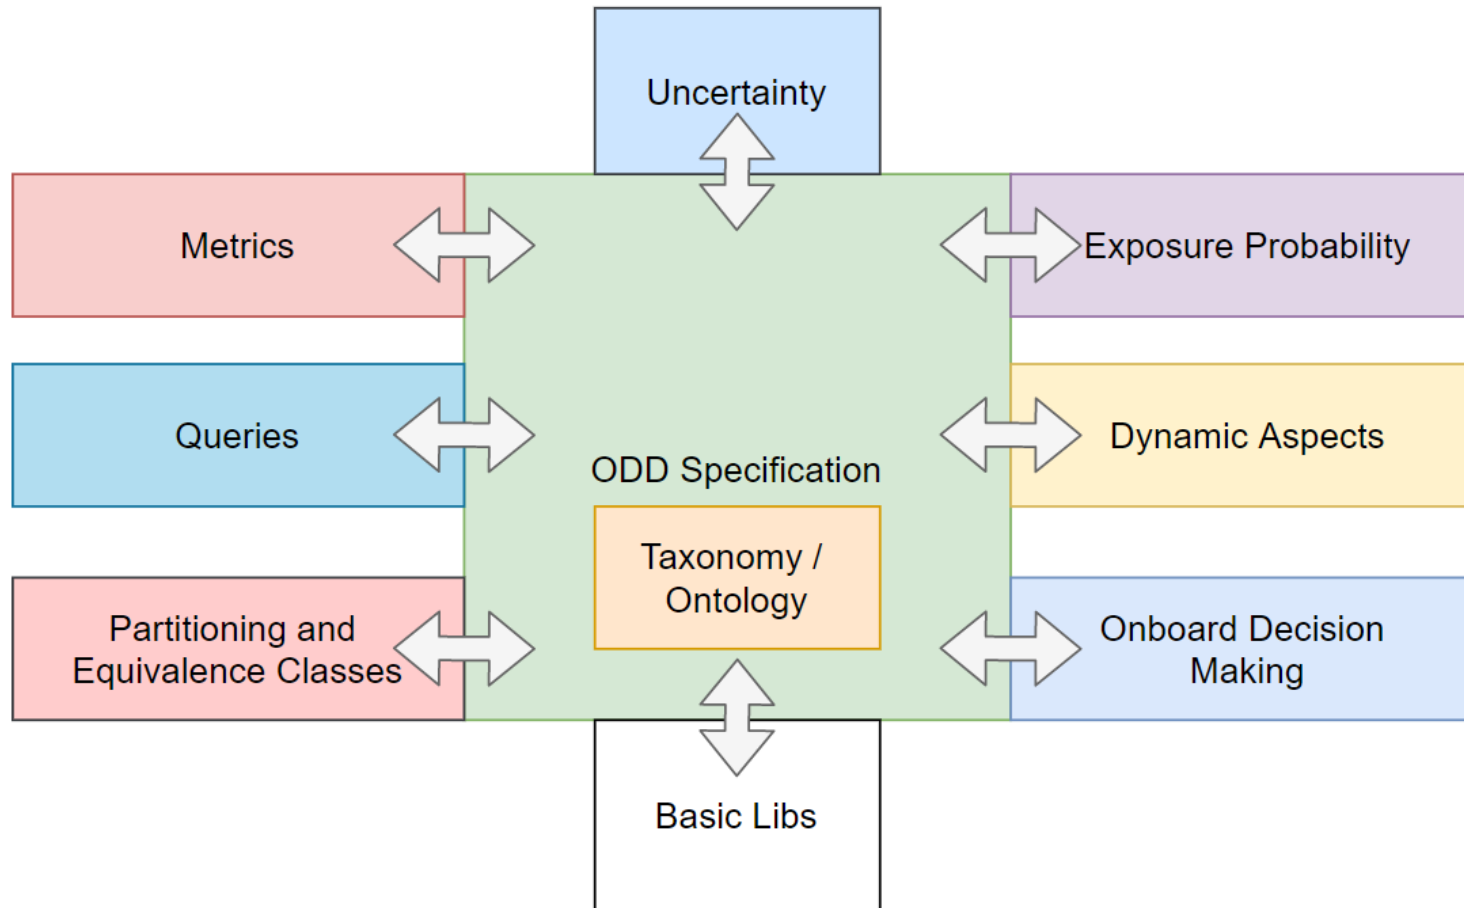 Uncertainty
Metrics
Exposure Probability
Queries
Dynamic Aspects
ODD Specification
Taxonomy /
Ontology
Partitioning and
Equivalence Classes
Onboard Decision
Making
Basic Libs